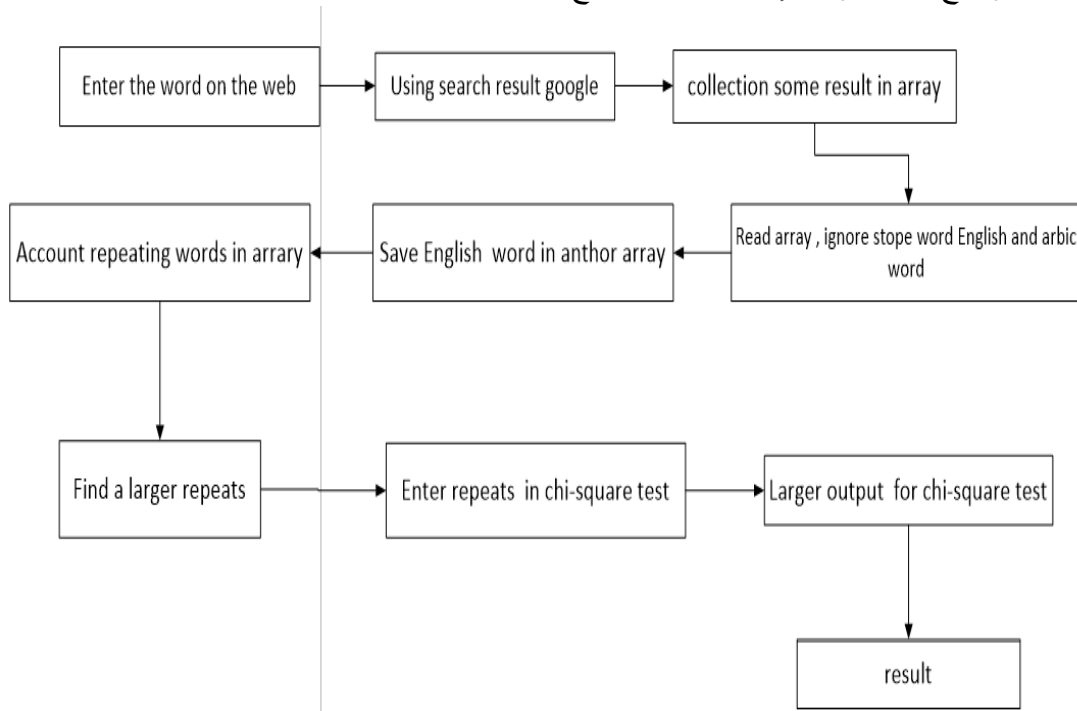 Enter the word on the web
Using search result google
collection some result in array
Read array , ignore stope word English and arbic
word
Save English word in anthor array
Account repeating words in arrary
Find a larger repeats
Enter repeats in chi-square test
Larger output for chi-square test
result